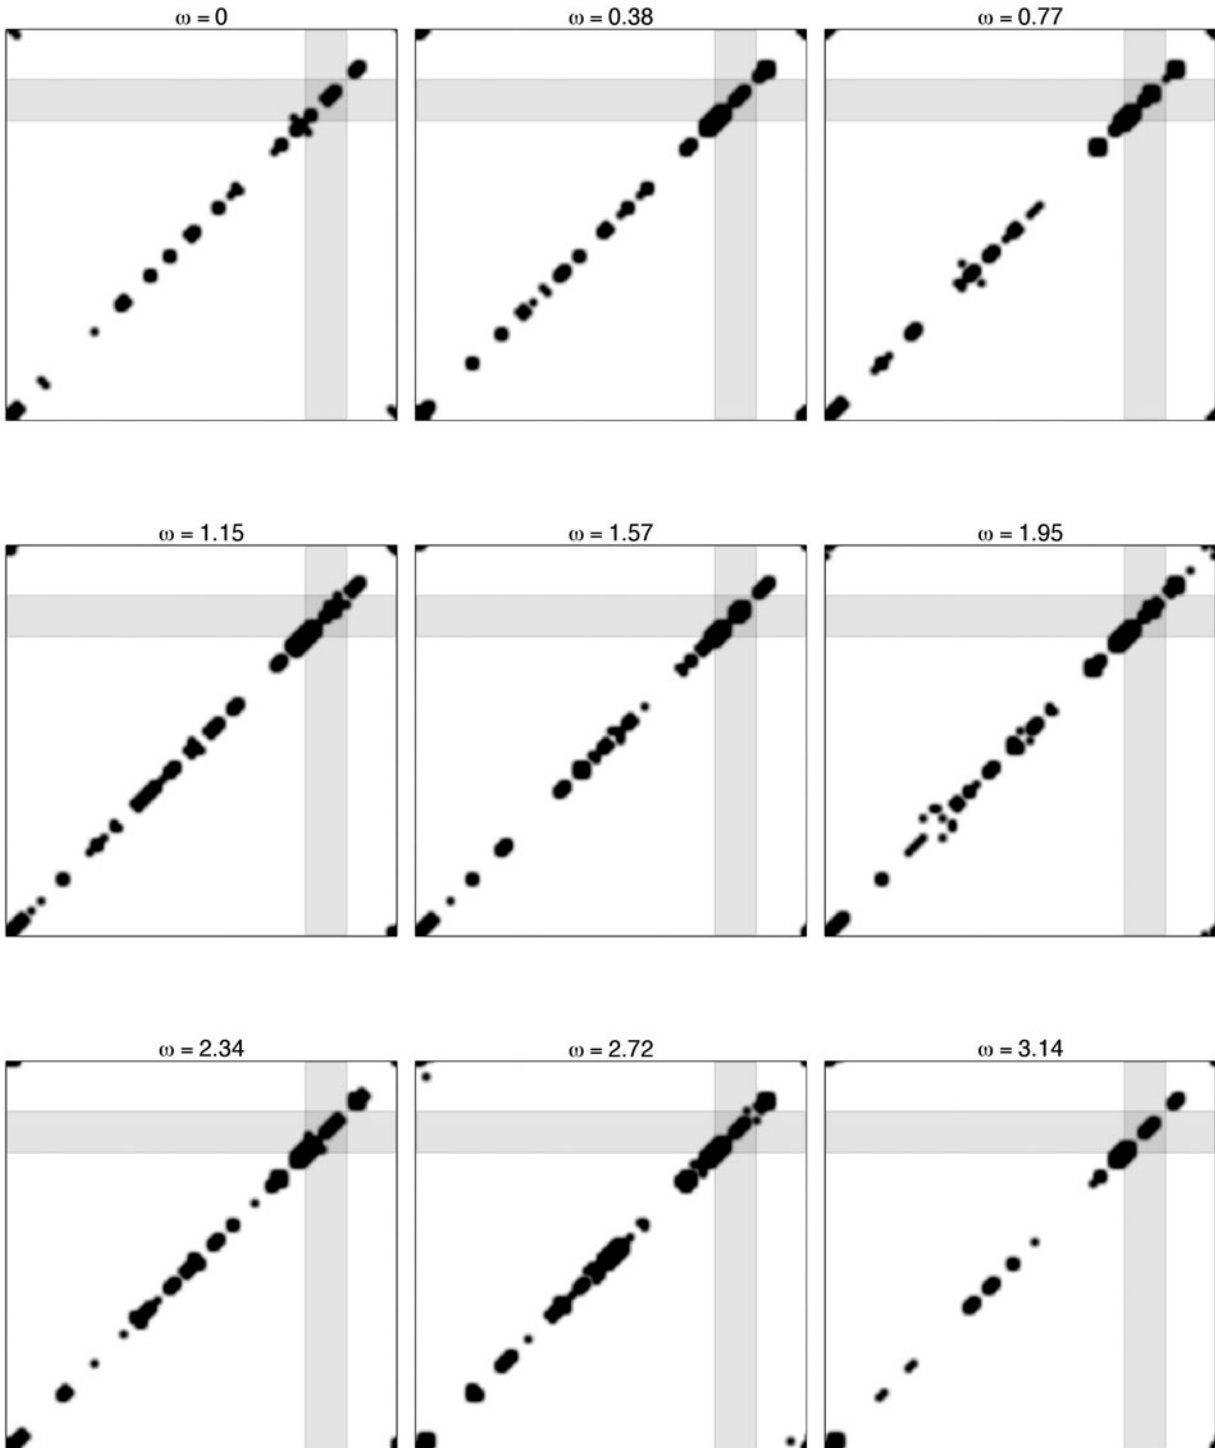 ω = 0
ω = 0.38
ω = 0.77
ω = 1.15
ω = 1.57
ω = 1.95
ω = 2.34
ω = 2.72
ω = 3.14